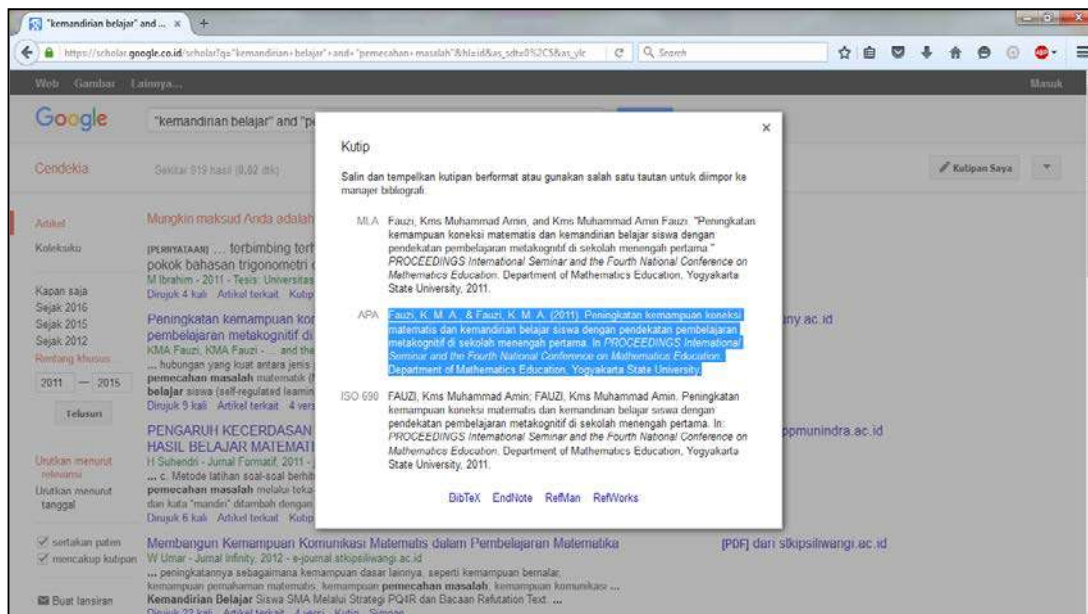 "kemandirian belajar" and ...
https://scholar.google.co.id/scholar?q="kemandirian+belajar"+and+"pemecahan+masalah"&hl=id&as_sdt=0%2C5&as_ylc
Search
Web Gambar Lainnya...
Masuk
Google
"kemandirian belajar" and "pe
Cendekia
Sekitar 919 hasil (0,02 dtk)
Kutipan Saya
Kutip
Salin dan tempelkan kutipan berformat atau gunakan salah satu tautan untuk diimpor ke
manajer bibliografi.
MLA Fauzi, Kms Muhammad Amin, and Kms Muhammad Amin Fauzi. "Peningkatan
kemampuan koneksi matematis dan kemandirian belajar siswa dengan
pendekatan pembelajaran metakognitif di sekolah menengah pertama."
PROCEEDINGS International Seminar and the Fourth National Conference on
Mathematics Education. Department of Mathematics Education, Yogyakarta
State University, 2011.
APA Fauzi, K. M. A., & Fauzi, K. M. A. (2011). Peningkatan kemampuan koneksi
matematis dan kemandirian belajar siswa dengan pendekatan pembelajaran
metakognitif di sekolah menengah pertama. In PROCEEDINGS International
Seminar and the Fourth National Conference on Mathematics Education.
Department of Mathematics Education, Yogyakarta State University.
ISO 690 FAUZI, Kms Muhammad Amin; FAUZI, Kms Muhammad Amin. Peningkatan
kemampuan koneksi matematis dan kemandirian belajar siswa dengan
pendekatan pembelajaran metakognitif di sekolah menengah pertama. In:
PROCEEDINGS International Seminar and the Fourth National Conference on
Mathematics Education. Department of Mathematics Education, Yogyakarta
State University, 2011.
BibTeX EndNote RefMan RefWorks
Artikel
Koleksiku
Kapan saja
Sejak 2016
Sejak 2015
Sejak 2012
Rentang khusus...
2011 — 2015
Telusuri
Urutkan menurut
relevansi
Urutkan menurut
tanggal
sertakan paten
mencakup kutipan
Buat lansiran
Mungkin maksud Anda adalah
[PERNYATAAN] ... terbimbing ter
pokok bahasan trigonometri
M Ibrahim - 2011 - Tesis: Universitas
Dirujuk 4 kali Artikel terkait Kutip
Peningkatan kemampuan kon
pembelajaran metakognitif di
KMA Fauzi, KMA Fauzi - ... and the
... hubungan yang kuat antara jenis
pemecahan masalah matematik
belajar siswa (self-regulated learnin
Dirujuk 9 kali Artikel terkait 4 vers
uny.ac.id
PENGARUH KECERDASAN
HASIL BELAJAR MATEMATI
H Suhendri - Jurnal Formatif, 2011 -
... c. Metode latihan soal-soal berhit
pemecahan masalah melalui teka-
dan kata "mandiri" ditambah dengan
Dirujuk 6 kali Artikel terkait Kutip
ppmunindra.ac.id
Membangun Kemampuan Komunikasi Matematis dalam Pembelajaran Matematika
[PDF] dari stkipsiliwangi.ac.id
W Umar - Jurnal Infinity, 2012 - e-journal.stkipsiliwangi.ac.id
... peningkatannya sebagaimana kemampuan dasar lainnya, seperti kemampuan bernalar,
kemampuan pemahaman matematis, kemampuan pemecahan masalah, kemampuan komunikasi ...
Kemandirian Belajar Siswa SMA Melalui Strategi PQ4R dan Bacaan Refutation Text. ...
Dirujuk 22 kali Artikel terkait 4 versi Kutip Simpan